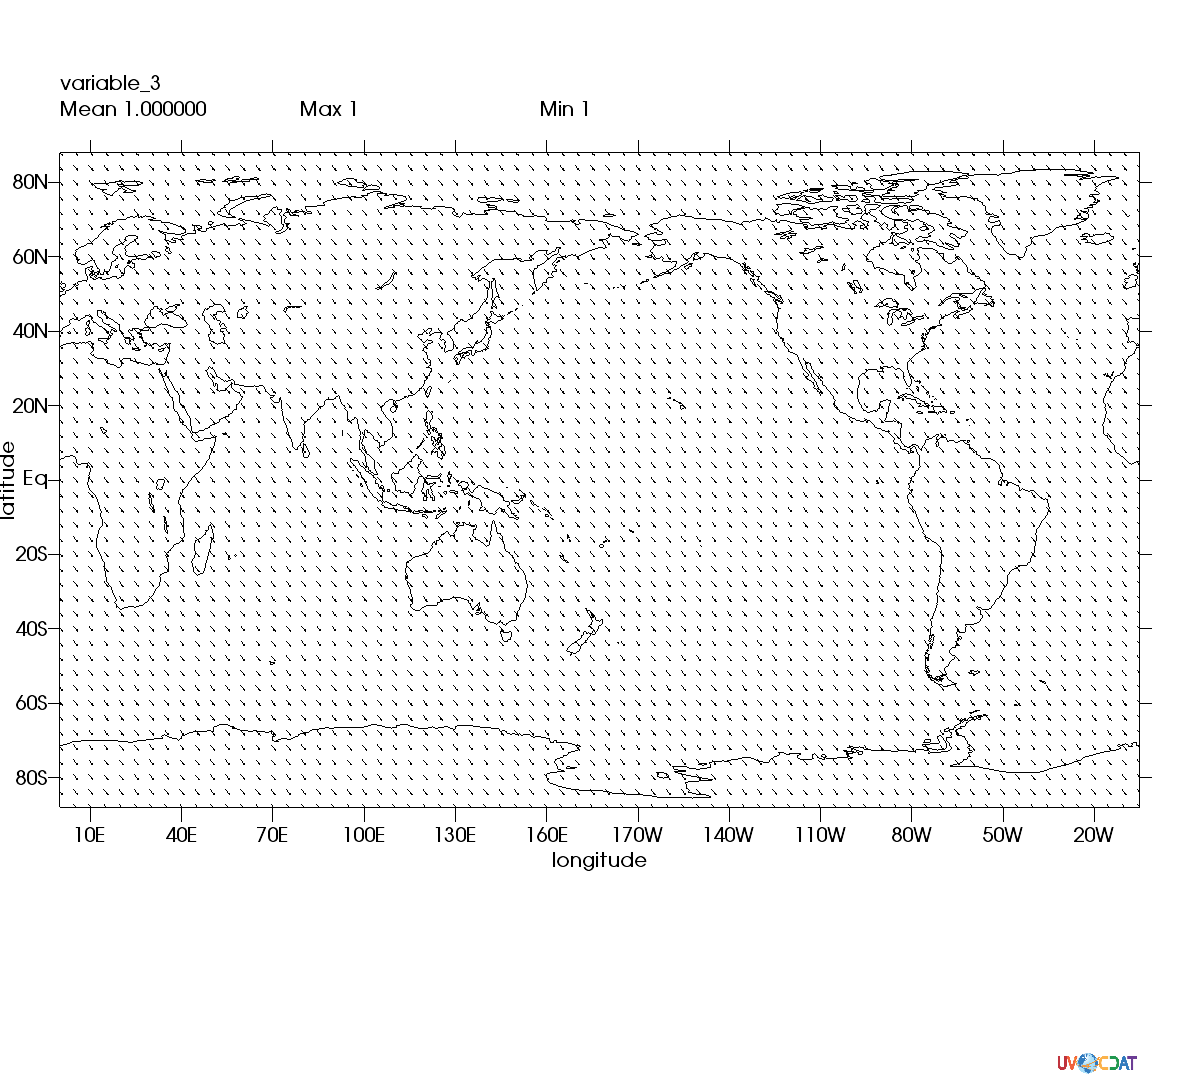 variable_3
Mean 1.000000 Max 1 Min 1
80N
60N
40N
20N
Eq
20S
40S
60S
80S
latitude
10E 40E 70E 100E 130E 160E 170W 140W 110W 80W 50W 20W
longitude
UV CDAT